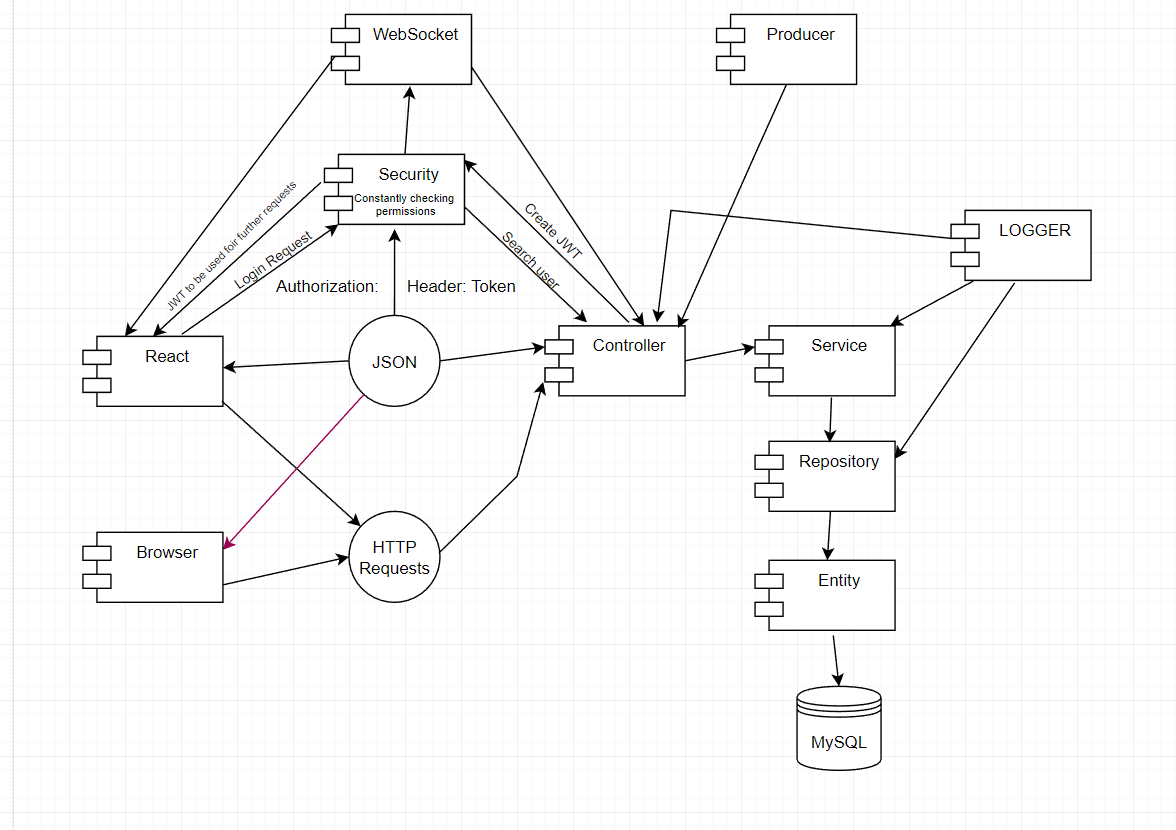 WebSocket
Producer
Security
Constantly checking
permissions
JWT to be used foir further requests
Login Request
Create JWT
Search user
LOGGER
Authorization:
Header: Token
React
JSON
Controller
Service
Repository
Browser
HTTP
Requests
Entity
MySQL